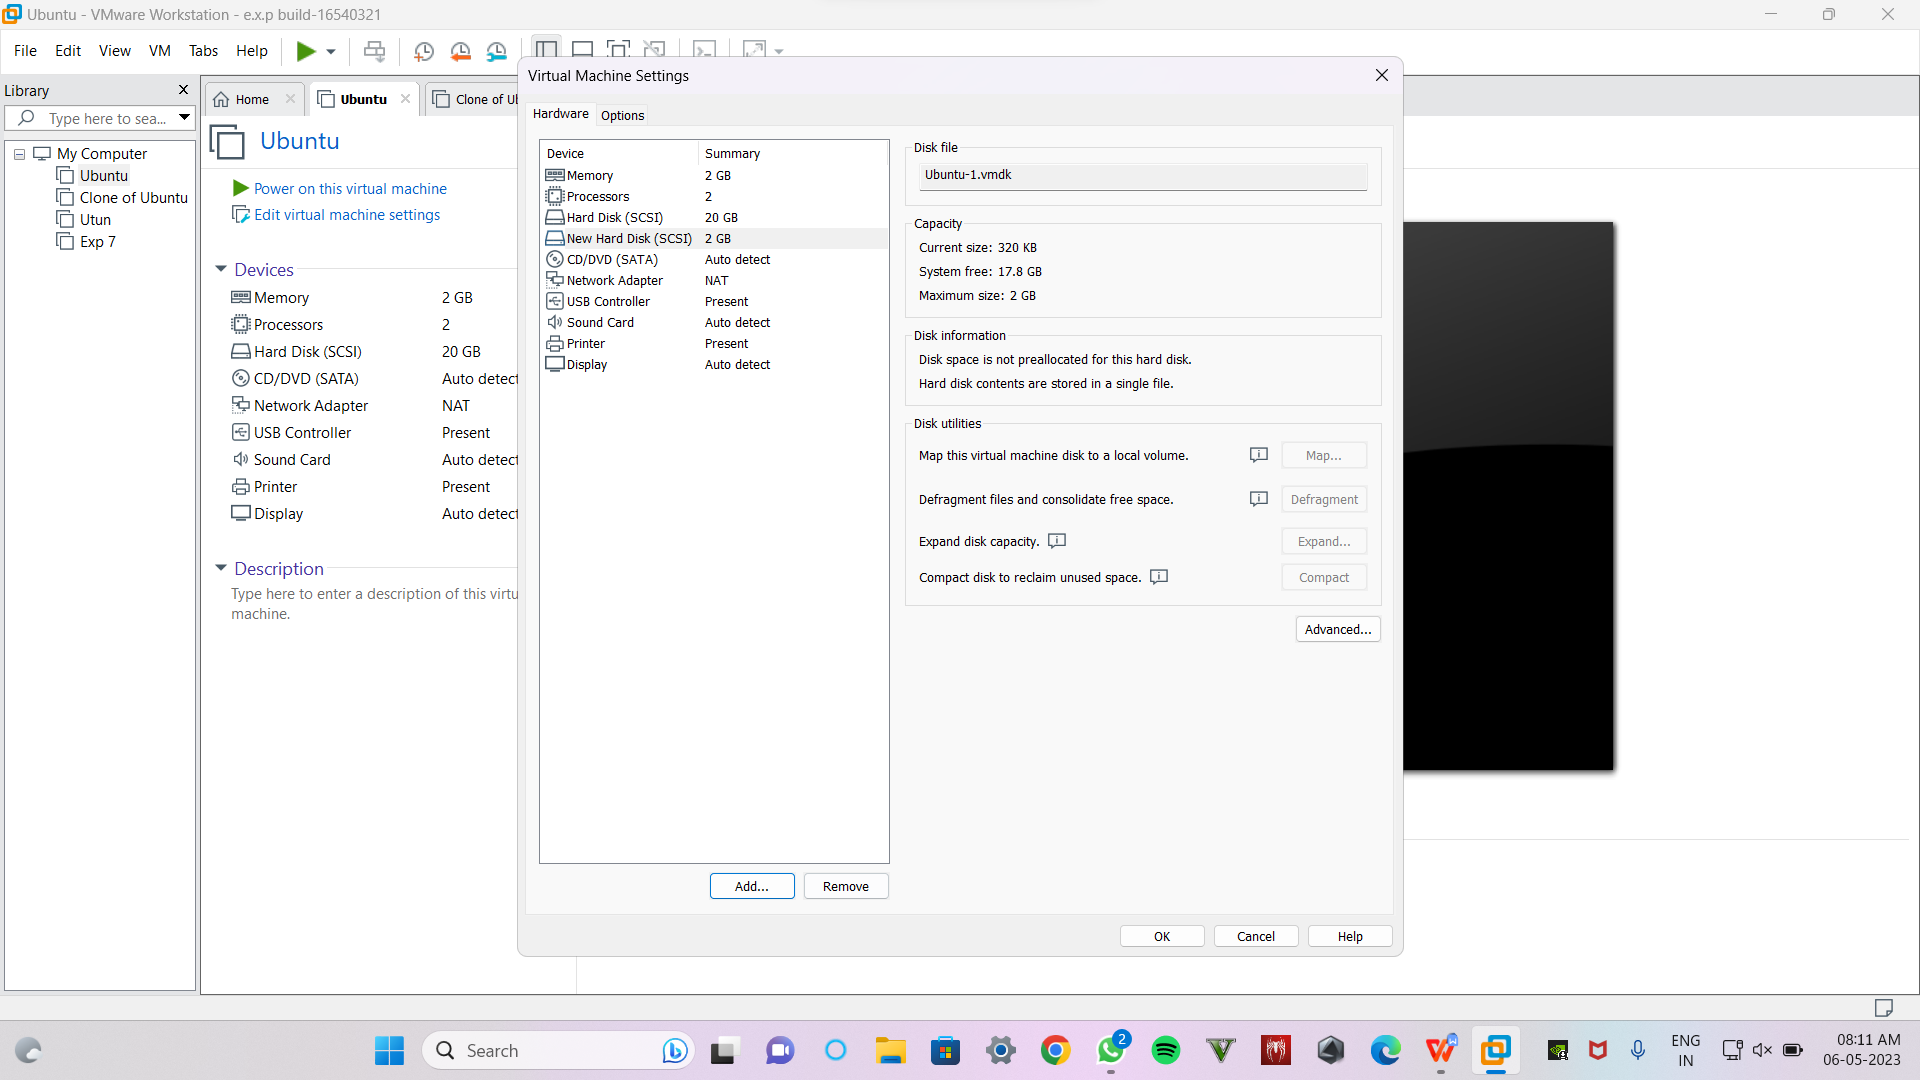 Ubuntu - VMware Workstation - e.x.p build-16540321
File Edit View VM Tabs Help
Library
Type here to sea...
My Computer
Ubuntu
Clone of Ubuntu
Utun
Exp 7
Home
Ubuntu
Clone of Ub
Ubuntu
Power on this virtual machine
Edit virtual machine settings
Devices
Memory 2 GB
Processors 2
Hard Disk (SCSI) 20 GB
CD/DVD (SATA) Auto detect
Network Adapter NAT
USB Controller Present
Sound Card Auto detect
Printer Present
Display Auto detect
Description
Type here to enter a description of this virtu
machine.
Virtual Machine Settings
Hardware Options
Device Summary
Memory 2 GB
Processors 2
Hard Disk (SCSI) 20 GB
New Hard Disk (SCSI) 2 GB
CD/DVD (SATA) Auto detect
Network Adapter NAT
USB Controller Present
Sound Card Auto detect
Printer Present
Display Auto detect
Add... Remove
Disk file
Ubuntu-1.vmdk
Capacity
Current size: 320 KB
System free: 17.8 GB
Maximum size: 2 GB
Disk information
Disk space is not preallocated for this hard disk.
Hard disk contents are stored in a single file.
Disk utilities
Map this virtual machine disk to a local volume. Map...
Defragment files and consolidate free space. Defragment
Expand disk capacity. Expand...
Compact disk to reclaim unused space. Compact
Advanced...
OK Cancel Help
Search
2
ENG
IN
08:11 AM
06-05-2023